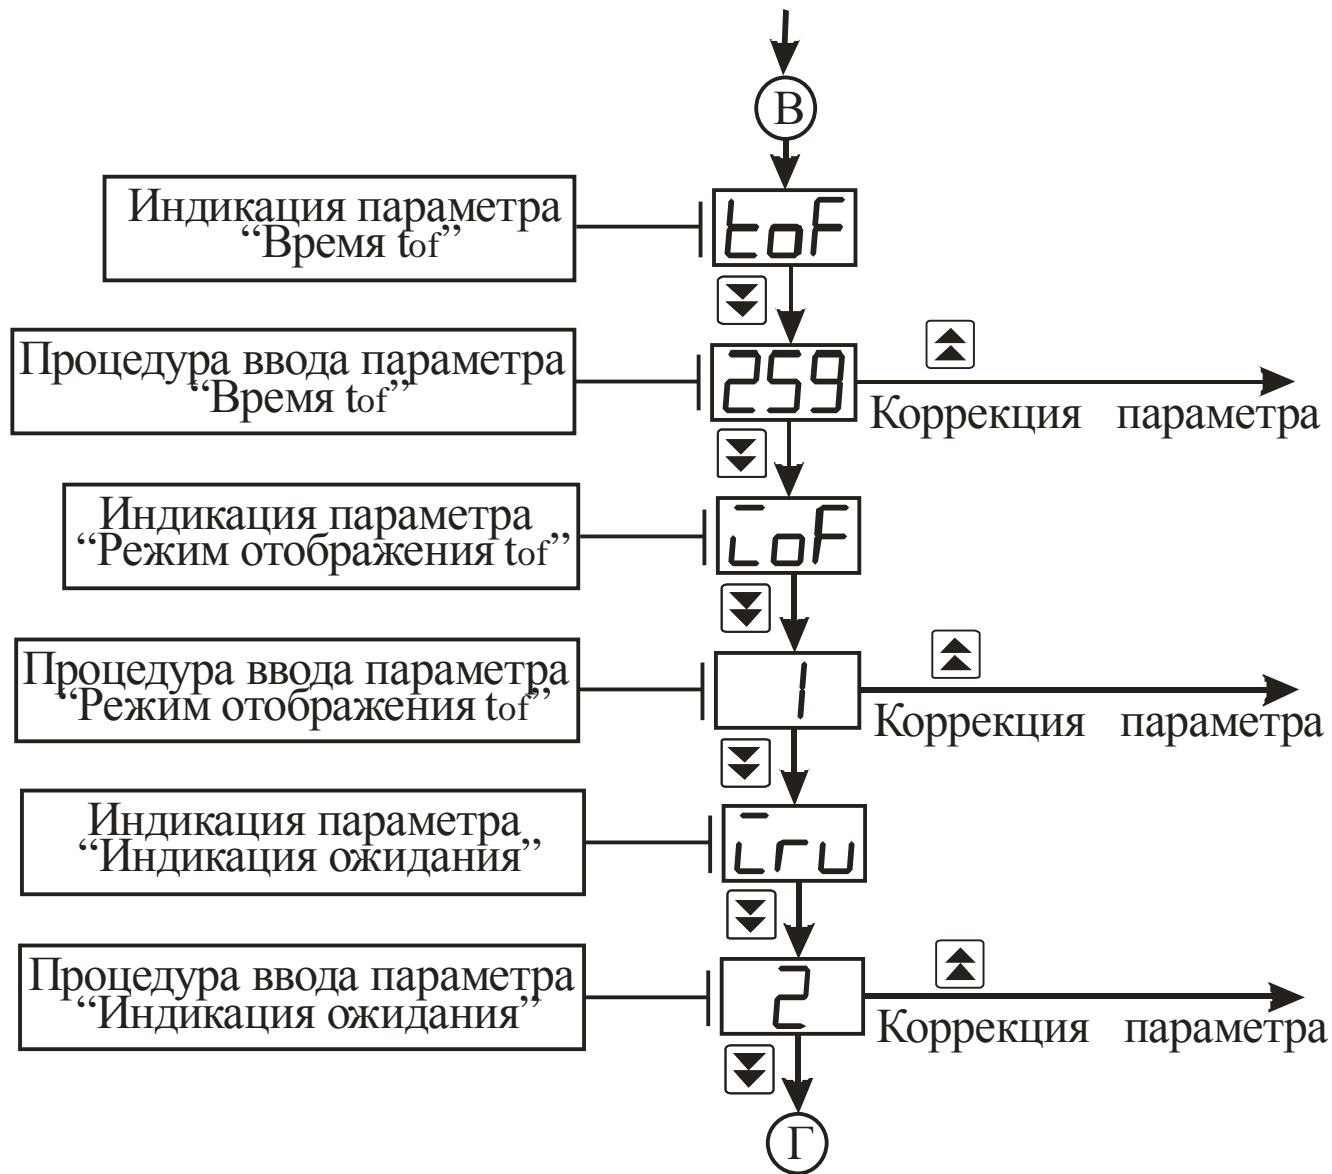 В
Индикация параметра
“Время tof”
toF
Процедура ввода параметра
“Время tof”
259
Коррекция параметра
Индикация параметра
“Режим отображения tof”
oF
Процедура ввода параметра
“Режим отображения tof”
1
Коррекция параметра
Индикация параметра
“Индикация ожидания”
ru
Процедура ввода параметра
“Индикация ожидания”
2
Коррекция параметра
Г